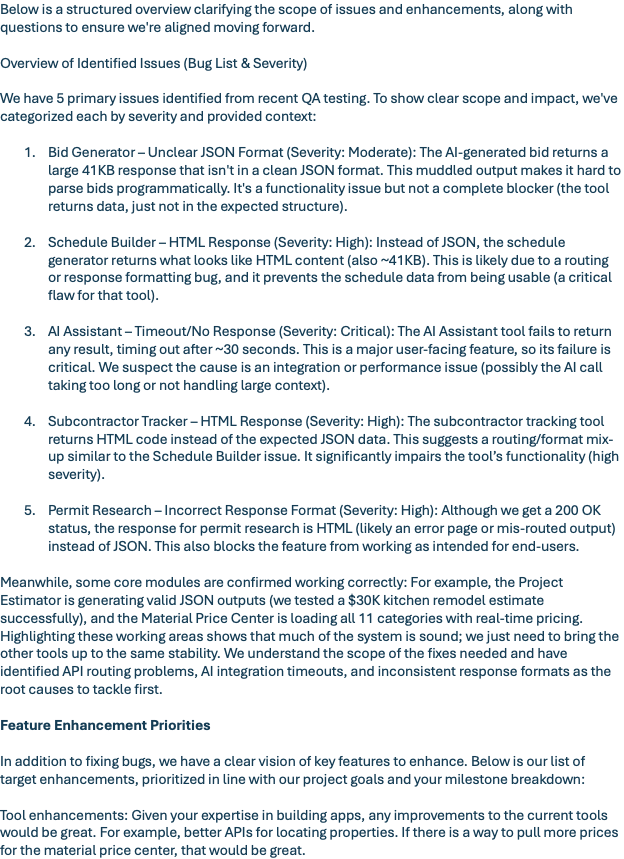 Below is a structured overview clarifying the scope of issues and enhancements, along with
questions to ensure we're aligned moving forward.
Overview of Identified Issues (Bug List & Severity)
We have 5 primary issues identified from recent QA testing. To show clear scope and impact, we've
categorized each by severity and provided context:
1. Bid Generator – Unclear JSON Format (Severity: Moderate): The AI-generated bid returns a
large 41KB response that isn't in a clean JSON format. This muddled output makes it hard to
parse bids programmatically. It's a functionality issue but not a complete blocker (the tool
returns data, just not in the expected structure).
2. Schedule Builder – HTML Response (Severity: High): Instead of JSON, the schedule
generator returns what looks like HTML content (also ~41KB). This is likely due to a routing
or response formatting bug, and it prevents the schedule data from being usable (a critical
flaw for that tool).
3. AI Assistant – Timeout/No Response (Severity: Critical): The AI Assistant tool fails to return
any result, timing out after ~30 seconds. This is a major user-facing feature, so its failure is
critical. We suspect the cause is an integration or performance issue (possibly the AI call
taking too long or not handling large context).
4. Subcontractor Tracker – HTML Response (Severity: High): The subcontractor tracking tool
returns HTML code instead of the expected JSON data. This suggests a routing/format mix-
up similar to the Schedule Builder issue. It significantly impairs the tool's functionality (high
severity).
5. Permit Research – Incorrect Response Format (Severity: High): Although we get a 200 OK
status, the response for permit research is HTML (likely an error page or mis-routed output)
instead of JSON. This also blocks the feature from working as intended for end-users.
Meanwhile, some core modules are confirmed working correctly: For example, the Project
Estimator is generating valid JSON outputs (we tested a $30K kitchen remodel estimate
successfully), and the Material Price Center is loading all 11 categories with real-time pricing.
Highlighting these working areas shows that much of the system is sound; we just need to bring the
other tools up to the same stability. We understand the scope of the fixes needed and have
identified API routing problems, AI integration timeouts, and inconsistent response formats as the
root causes to tackle first.
Feature Enhancement Priorities
In addition to fixing bugs, we have a clear vision of key features to enhance. Below is our list of
target enhancements, prioritized in line with our project goals and your milestone breakdown:
Tool enhancements: Given your expertise in building apps, any improvements to the current tools
would be great. For example, better APIs for locating properties. If there is a way to pull more prices
for the material price center, that would be great.